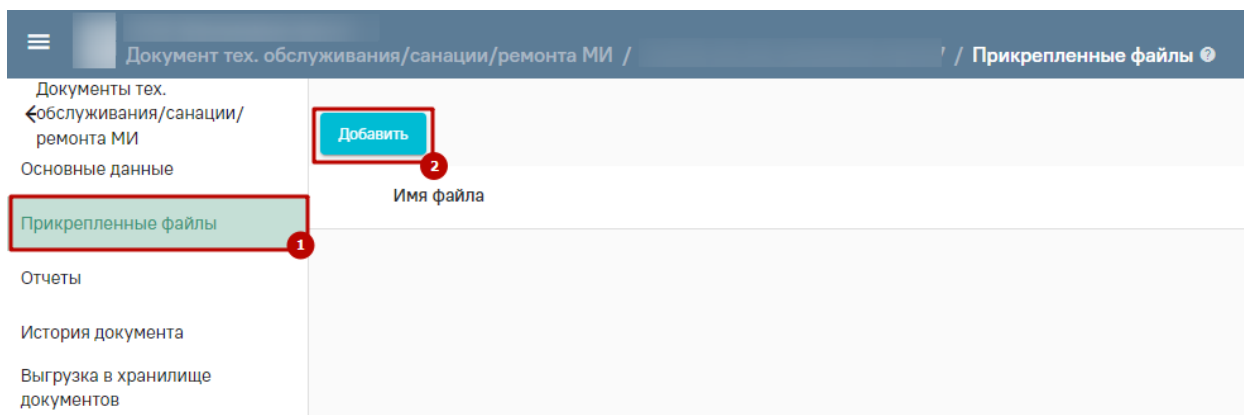 Документ тех. обслуживания/санации/ремонта МИ / / / Прикрепленные файлы ?
Документы тех.
обслуживания/санации/
ремонта МИ
Основные данные
Добавить
2
Имя файла
Прикрепленные файлы
1
Отчеты
История документа
Выгрузка в хранилище
документов